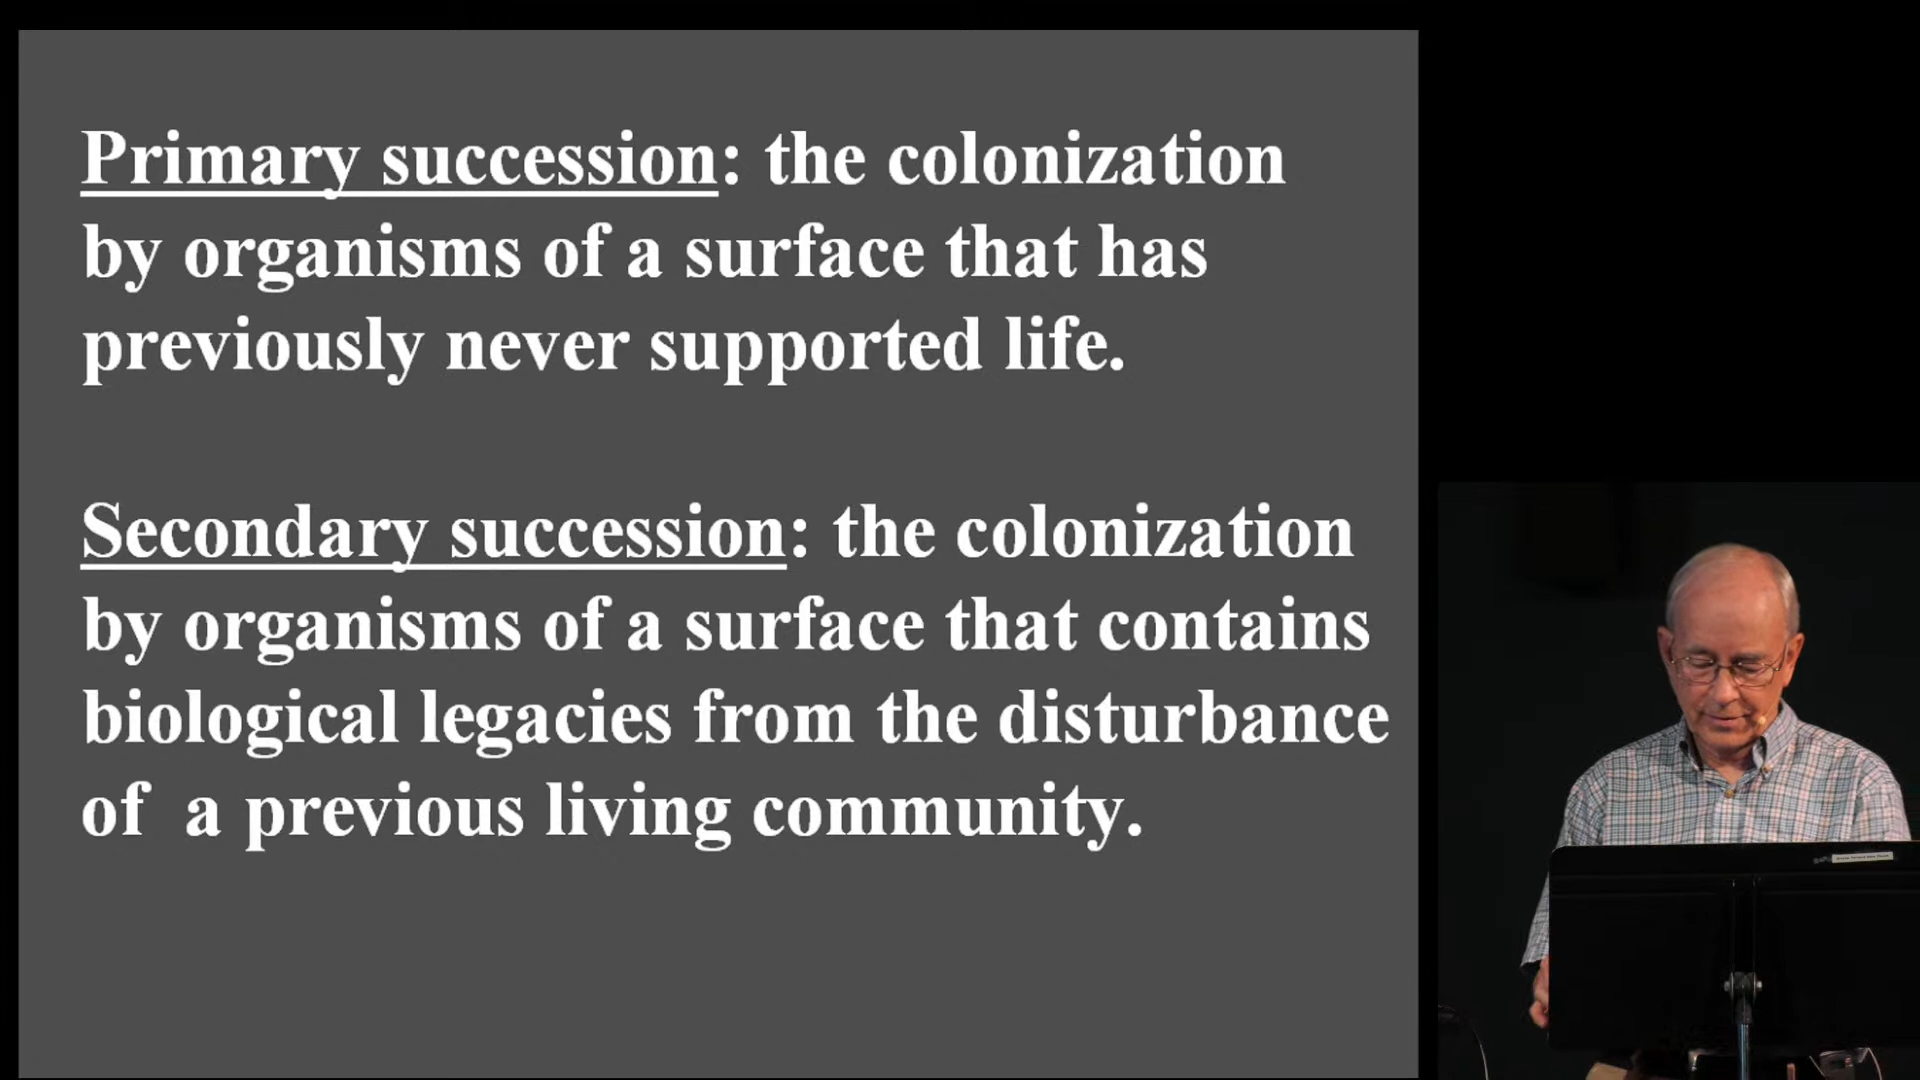 Primary succession: the colonization
by organisms of a surface that has
previously never supported life.
Secondary succession: the colonization
by organisms of a surface that contains
biological legacies from the disturbance
of a previous living community.